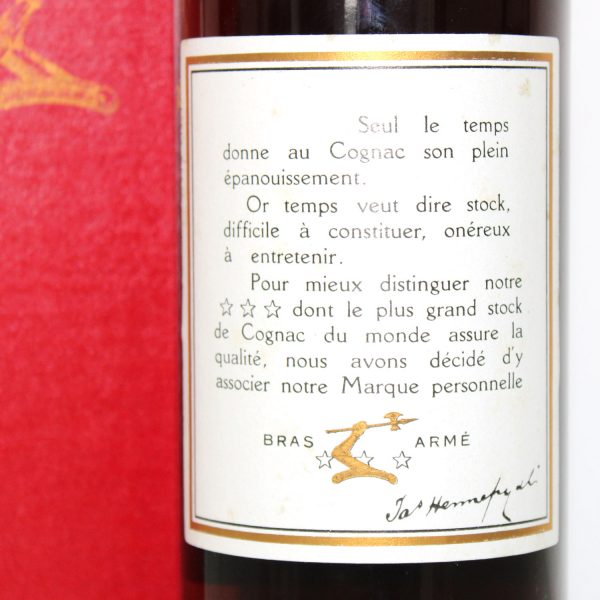 Seul le temps
donne au Cognac son plein
épanouissement.
Or temps veut dire stock,
difficile à constituer, onéreux
à entretenir.
Pour mieux distinguer notre
☆☆☆ dont le plus grand stock
de Cognac du monde assure la
qualité, nous avons décidé d'y
associer notre Marque personnelle
BRAS ARMÉ
Jas Hennessy